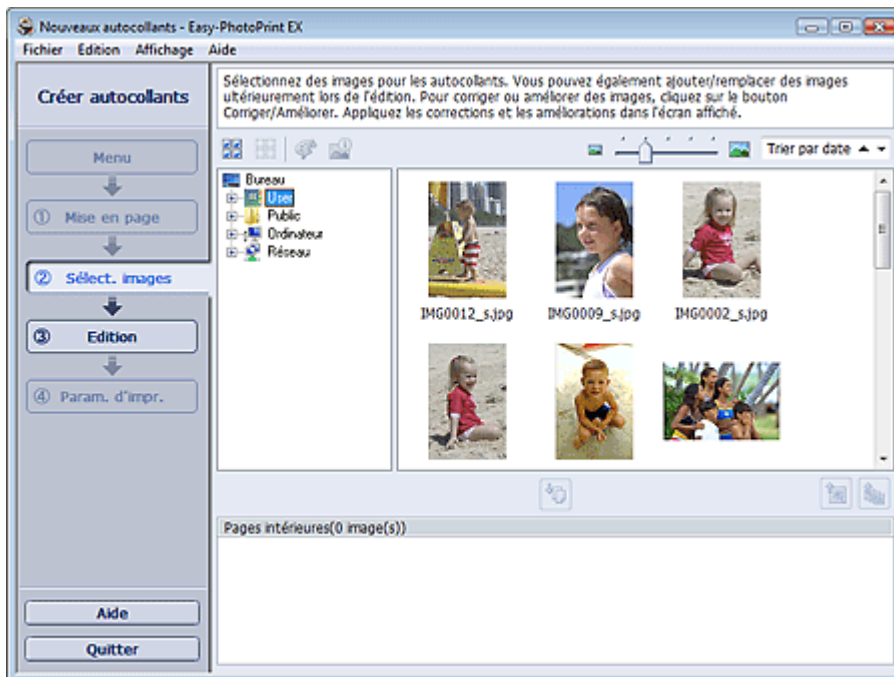 Nouveaux autocollants - Easy-PhotoPrint EX
Fichier Edition Affichage Aide
Créer autocollants
Menu
① Mise en page
② Sélect. images
③ Edition
④ Param. d'impr.
Aide
Quitter
Sélectionnez des images pour les autocollants. Vous pouvez également ajouter/remplacer des images
ultérieurement lors de l'édition. Pour corriger ou améliorer des images, cliquez sur le bouton
Corriger/Améliorer. Appliquez les corrections et les améliorations dans l'écran affiché.
Trier par date
Bureau
User
Public
Ordinateur
Réseau
IMG0012_s.jpg IMG0009_s.jpg IMG0002_s.jpg
Pages intérieures(0 image(s))